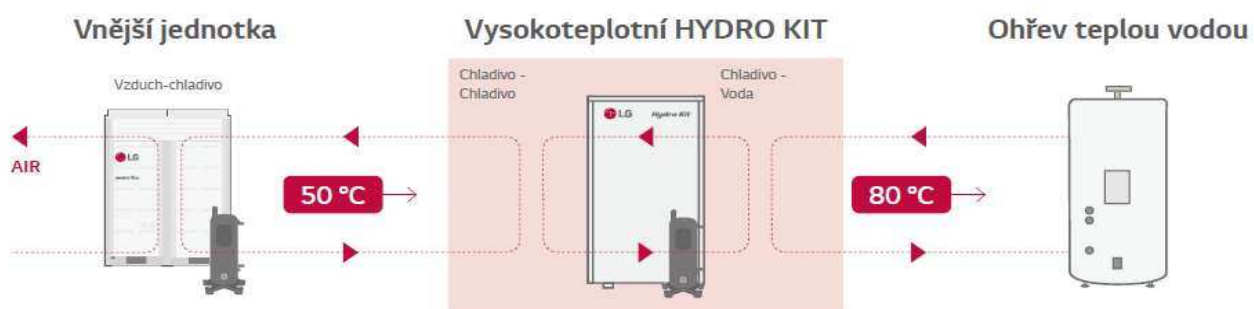 Vnější jednotka
Vysokoteplotní HYDRO KIT
Ohřev teplou vodou
Vzduch-chladivo
Chladivo -
Chladivo
Chladivo -
Voda
LG
Hydro Kit
AIR
LG
50 °C
80 °C